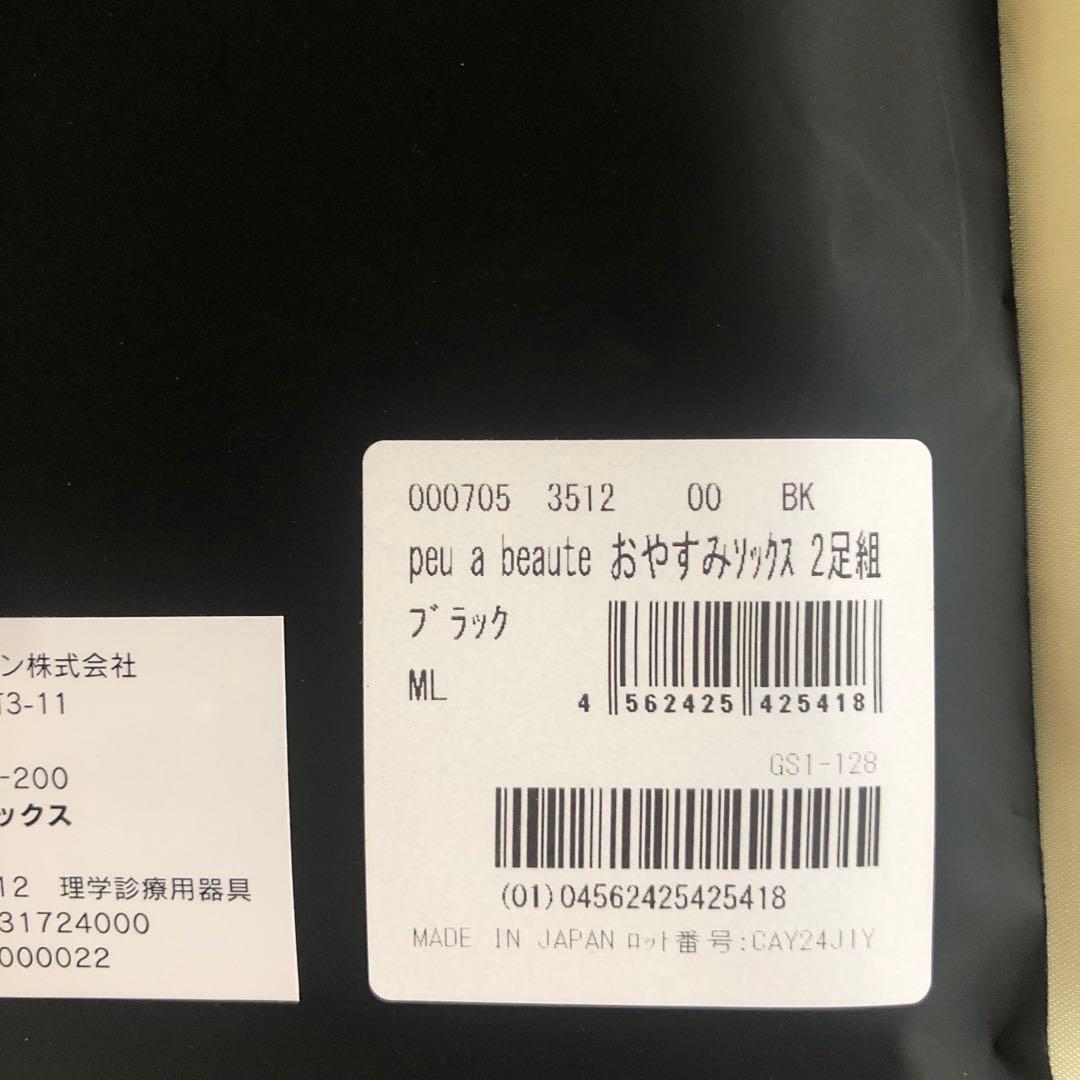 000705 3512 00 BK
peu a beaute おやすみソックス 2足組
ブラック
ML
4 562425 425418
GS1-128
(01)04562425425418
MADE IN JAPAN ロット番号:CAY24J1Y
ン株式会社
3-11
-200
ックス
12 理学診療用器具
31724000
000022